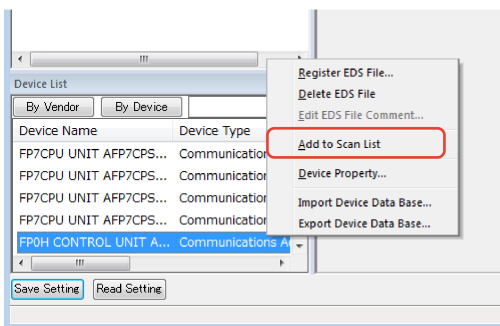 Device List
By Vendor By Device
Device Name Device Type
FP7CPU UNIT AFP7CPS... Communication
FP7CPU UNIT AFP7CPS... Communication
FP7CPU UNIT AFP7CPS... Communication
FP7CPU UNIT AFP7CPS... Communication
FP0H CONTROL UNIT A... Communications A
Save Setting Read Setting
Register EDS File...
Delete EDS File
Edit EDS File Comment...
Add to Scan List
Device Property...
Import Device Data Base...
Export Device Data Base...